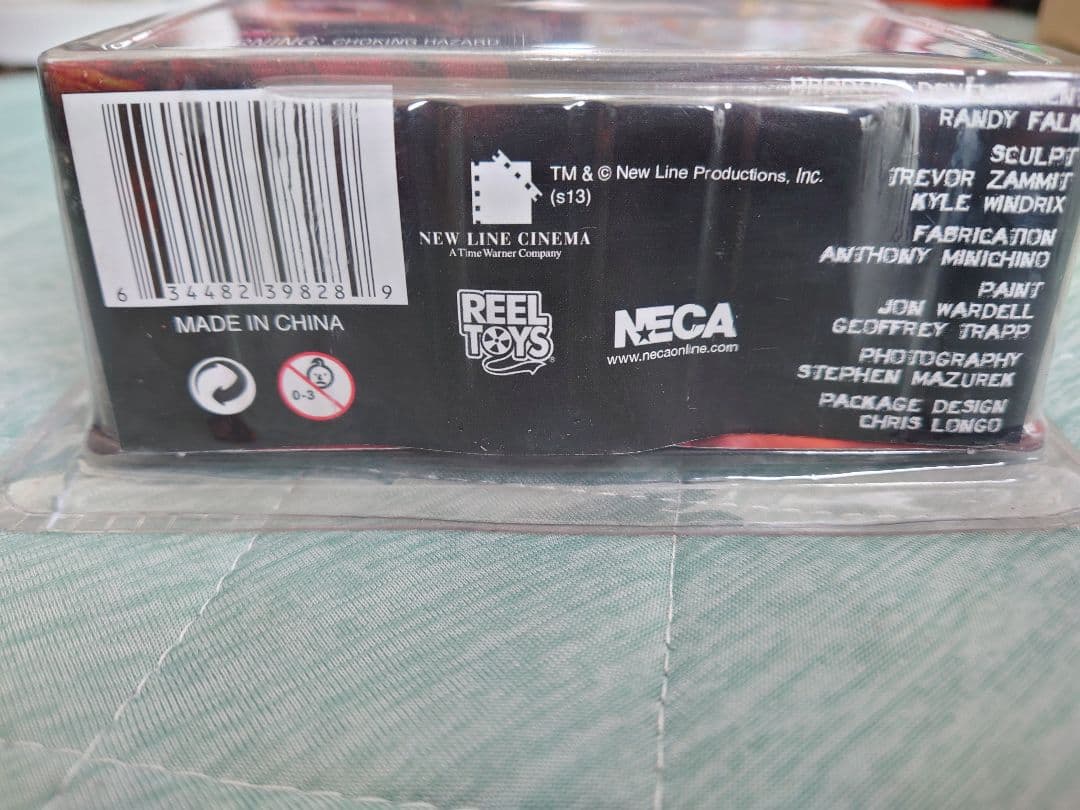 CHOKING HAZARD
6 34482 39828 9
MADE IN CHINA
0-3
TM & © New Line Productions, Inc.
(s13)
NEW LINE CINEMA
A Time Warner Company
REEL
TOYS
NECA
www.necaonline.com
RANDY FALK
SCULPT
TREVOR ZAMMIT
KYLE WINDRIX
FABRICATION
ANTHONY MINICHINO
PAINT
JON WARDELL
GEOFFREY TRAPP
PHOTOGRAPHY
STEPHEN MAZUREK
PACKAGE DESIGN
CHRIS LONGO